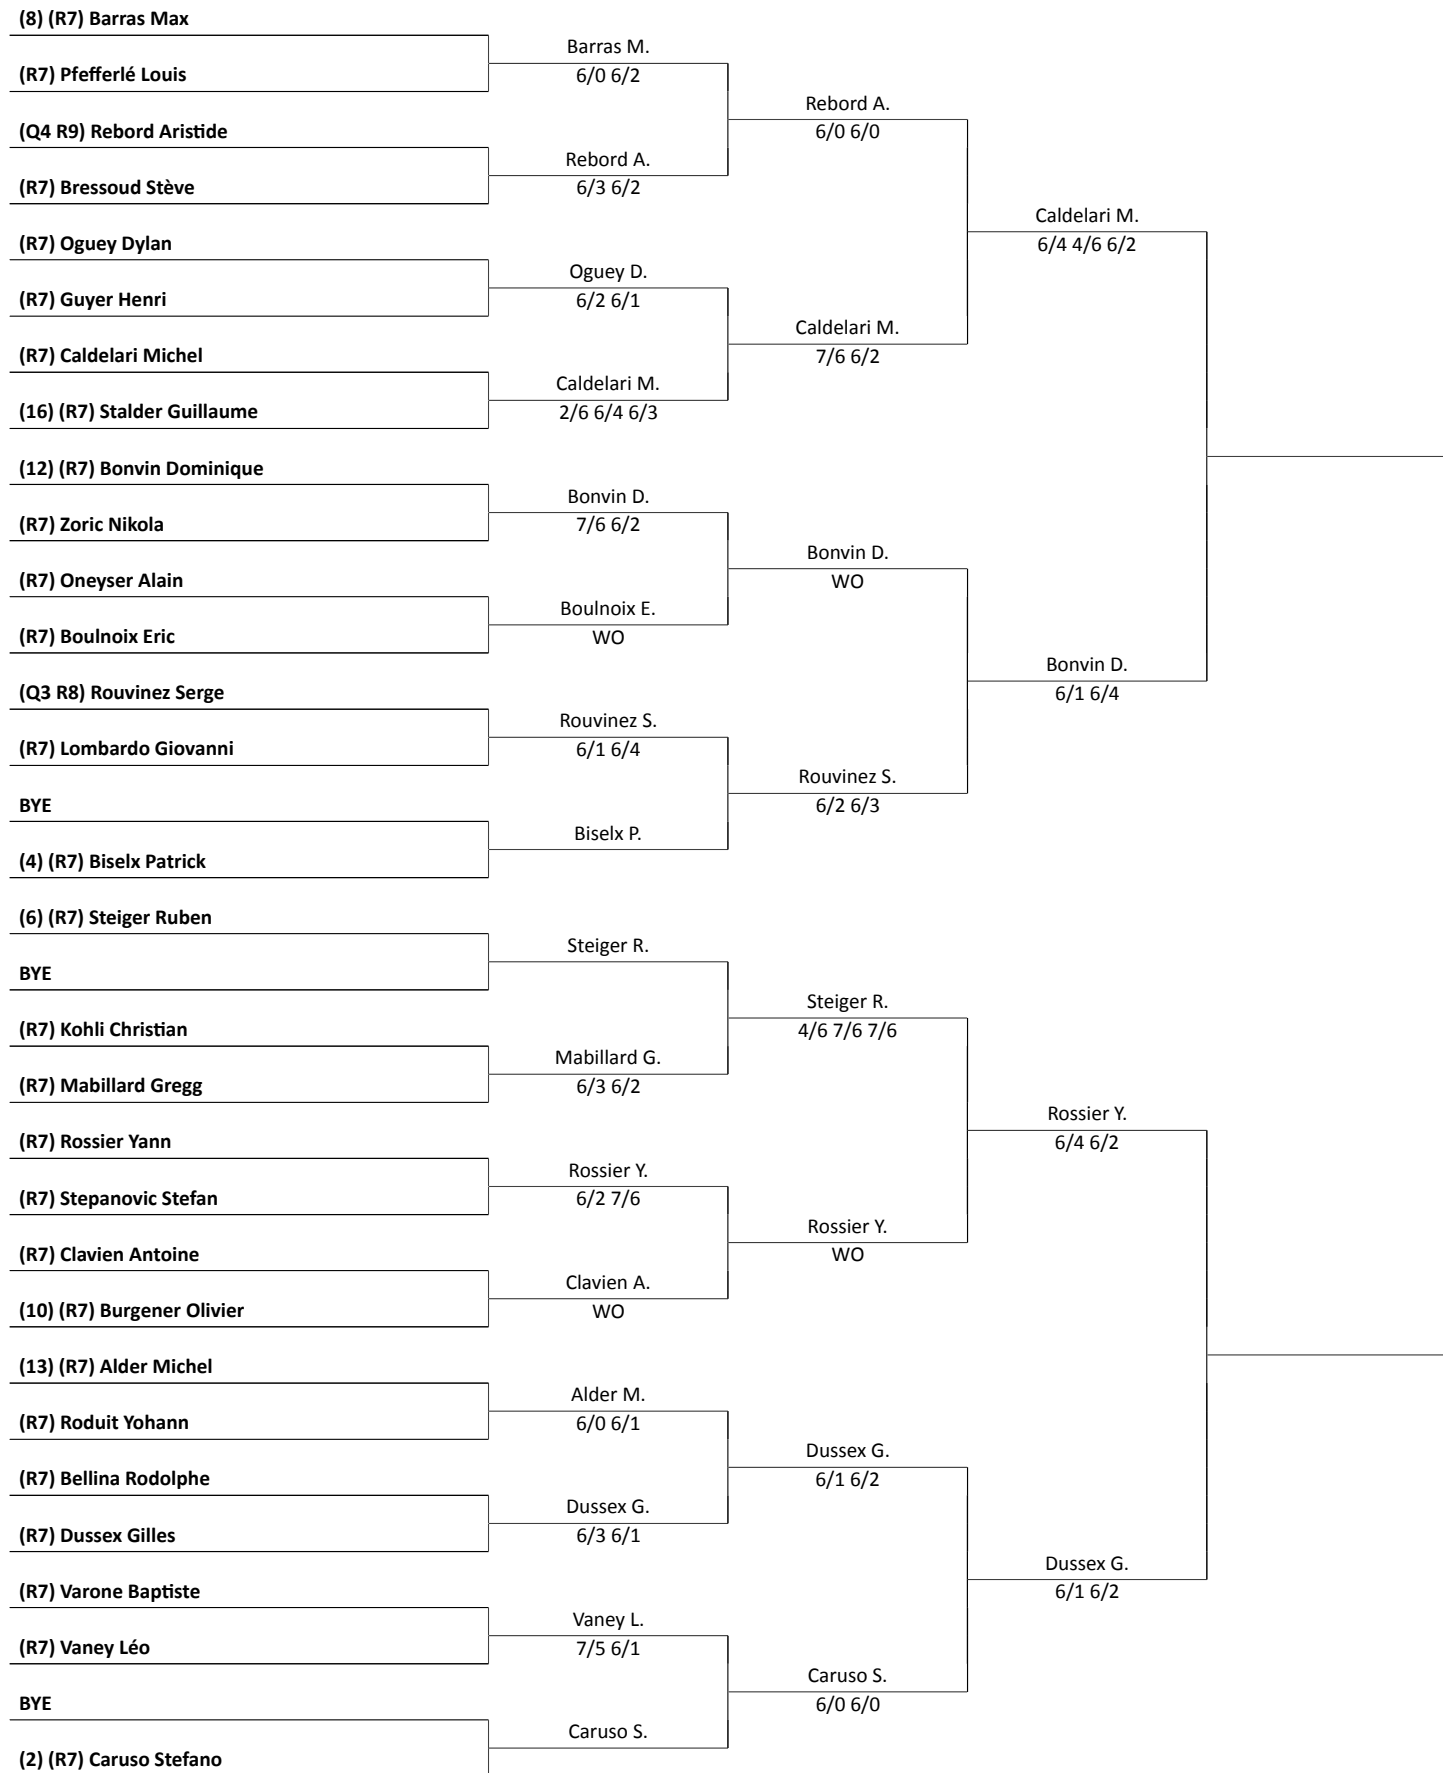 (8) (R7) Barras Max
Barras M.
(R7) Pfefferlé Louis
6/0 6/2
Rebord A.
(Q4 R9) Rebord Aristide
6/0 6/0
Rebord A.
(R7) Bressoud Stève
6/3 6/2
Caldelari M.
(R7) Oguey Dylan
6/4 4/6 6/2
Oguey D.
(R7) Guyer Henri
6/2 6/1
Caldelari M.
(R7) Caldelari Michel
7/6 6/2
Caldelari M.
(16) (R7) Stalder Guillaume
2/6 6/4 6/3
(12) (R7) Bonvin Dominique
Bonvin D.
(R7) Zoric Nikola
7/6 6/2
Bonvin D.
(R7) Oneyser Alain
WO
Boulnoix E.
(R7) Boulnoix Eric
WO
Bonvin D.
(Q3 R8) Rouvinez Serge
6/1 6/4
Rouvinez S.
(R7) Lombardo Giovanni
6/1 6/4
Rouvinez S.
BYE
6/2 6/3
Biselx P.
(4) (R7) Biselx Patrick
(6) (R7) Steiger Ruben
Steiger R.
BYE
Steiger R.
(R7) Kohli Christian
4/6 7/6 7/6
Mabillard G.
(R7) Mabillard Gregg
6/3 6/2
Rossier Y.
(R7) Rossier Yann
6/4 6/2
Rossier Y.
(R7) Stepanovic Stefan
6/2 7/6
Rossier Y.
(R7) Clavien Antoine
WO
Clavien A.
(10) (R7) Burgener Olivier
WO
(13) (R7) Alder Michel
Alder M.
(R7) Roduit Yohann
6/0 6/1
Dussex G.
(R7) Bellina Rodolphe
6/1 6/2
Dussex G.
(R7) Dussex Gilles
6/3 6/1
Dussex G.
(R7) Varone Baptiste
6/1 6/2
Vaney L.
(R7) Vaney Léo
7/5 6/1
Caruso S.
BYE
6/0 6/0
Caruso S.
(2) (R7) Caruso Stefano